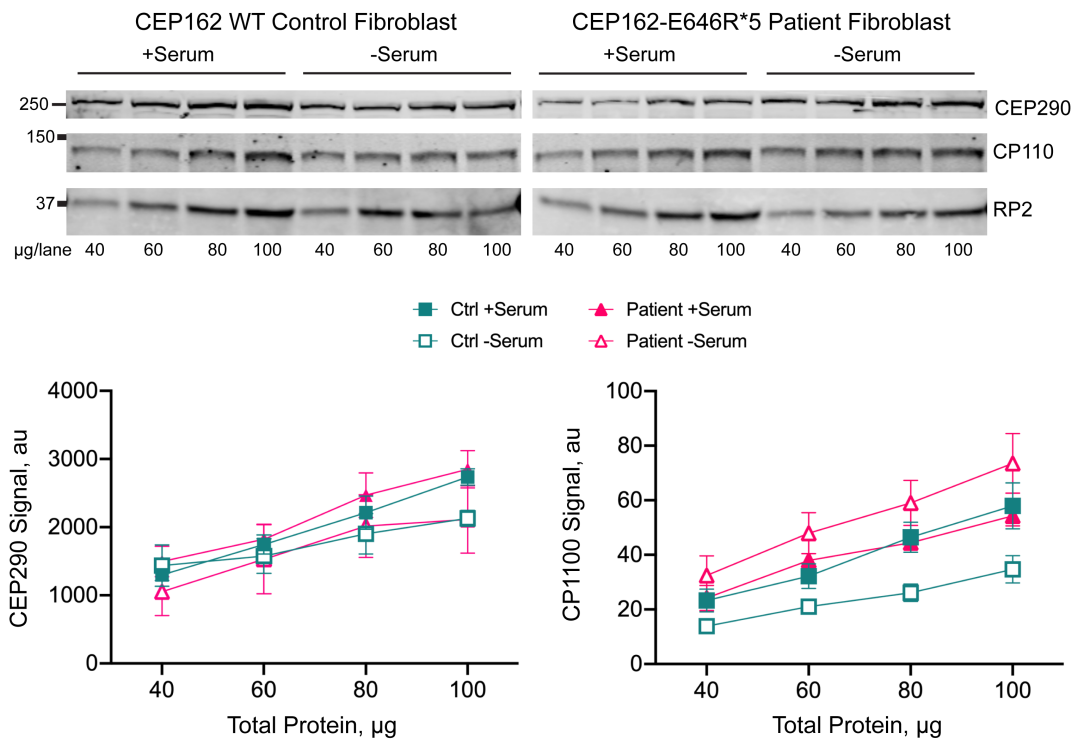 CEP162 WT Control Fibroblast CEP162-E646R*5 Patient Fibroblast
+Serum -Serum +Serum -Serum
250 CEP290
150
CP110
37 RP2
µg/lane 40 60 80 100 40 60 80 100 40 60 80 100 40 60 80 100
Ctrl +Serum Patient +Serum
Ctrl -Serum Patient -Serum
CEP290 Signal, au
4000
3000
2000
1000
0
40 60 80 100
Total Protein, µg
CP1100 Signal, au
100
80
60
40
20
0
40 60 80 100
Total Protein, µg